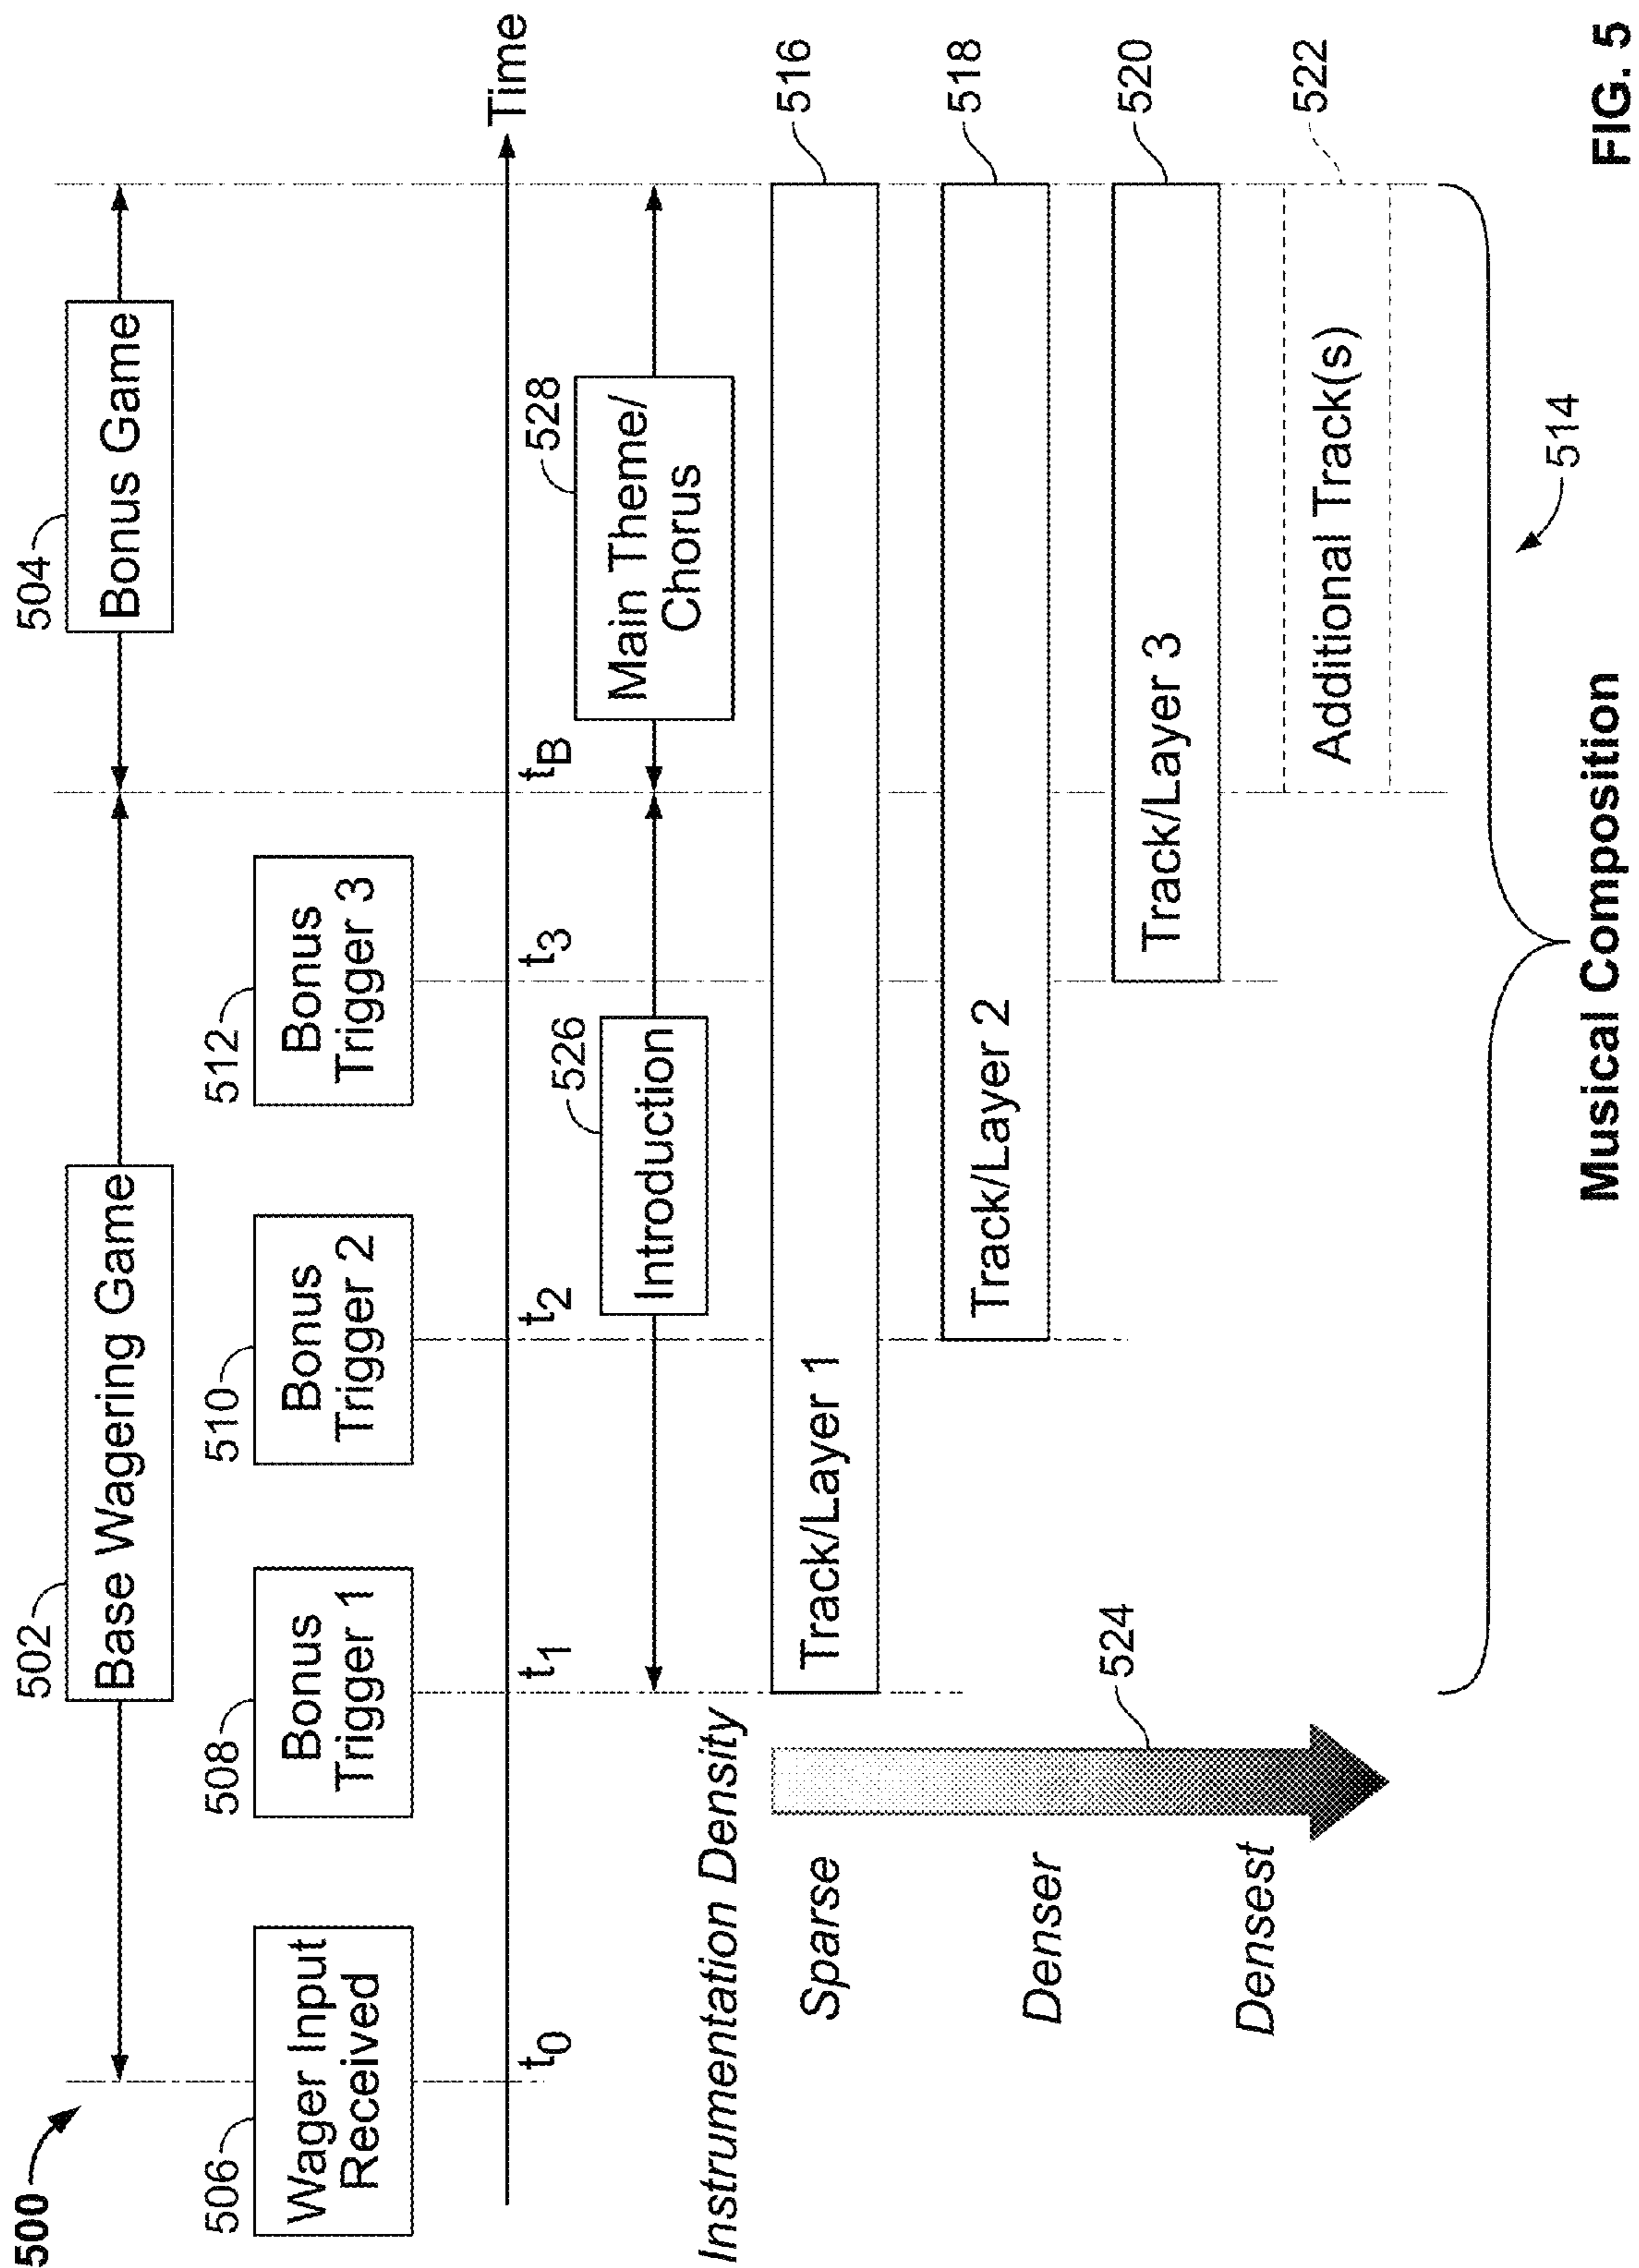 500
502
504
Base Wagering Game
Bonus Game
506
508
510
512
Wager Input
Received
Bonus
Trigger 1
Bonus
Trigger 2
Bonus
Trigger 3
Time
t0
t1
t2
t3
tB
526
Introduction
528
Main Theme/
Chorus
Instrumentation Density
Sparse
Denser
Densest
524
Track/Layer 1
516
Track/Layer 2
518
Track/Layer 3
520
Additional Track(s)
522
514
Musical Composition
FIG. 5